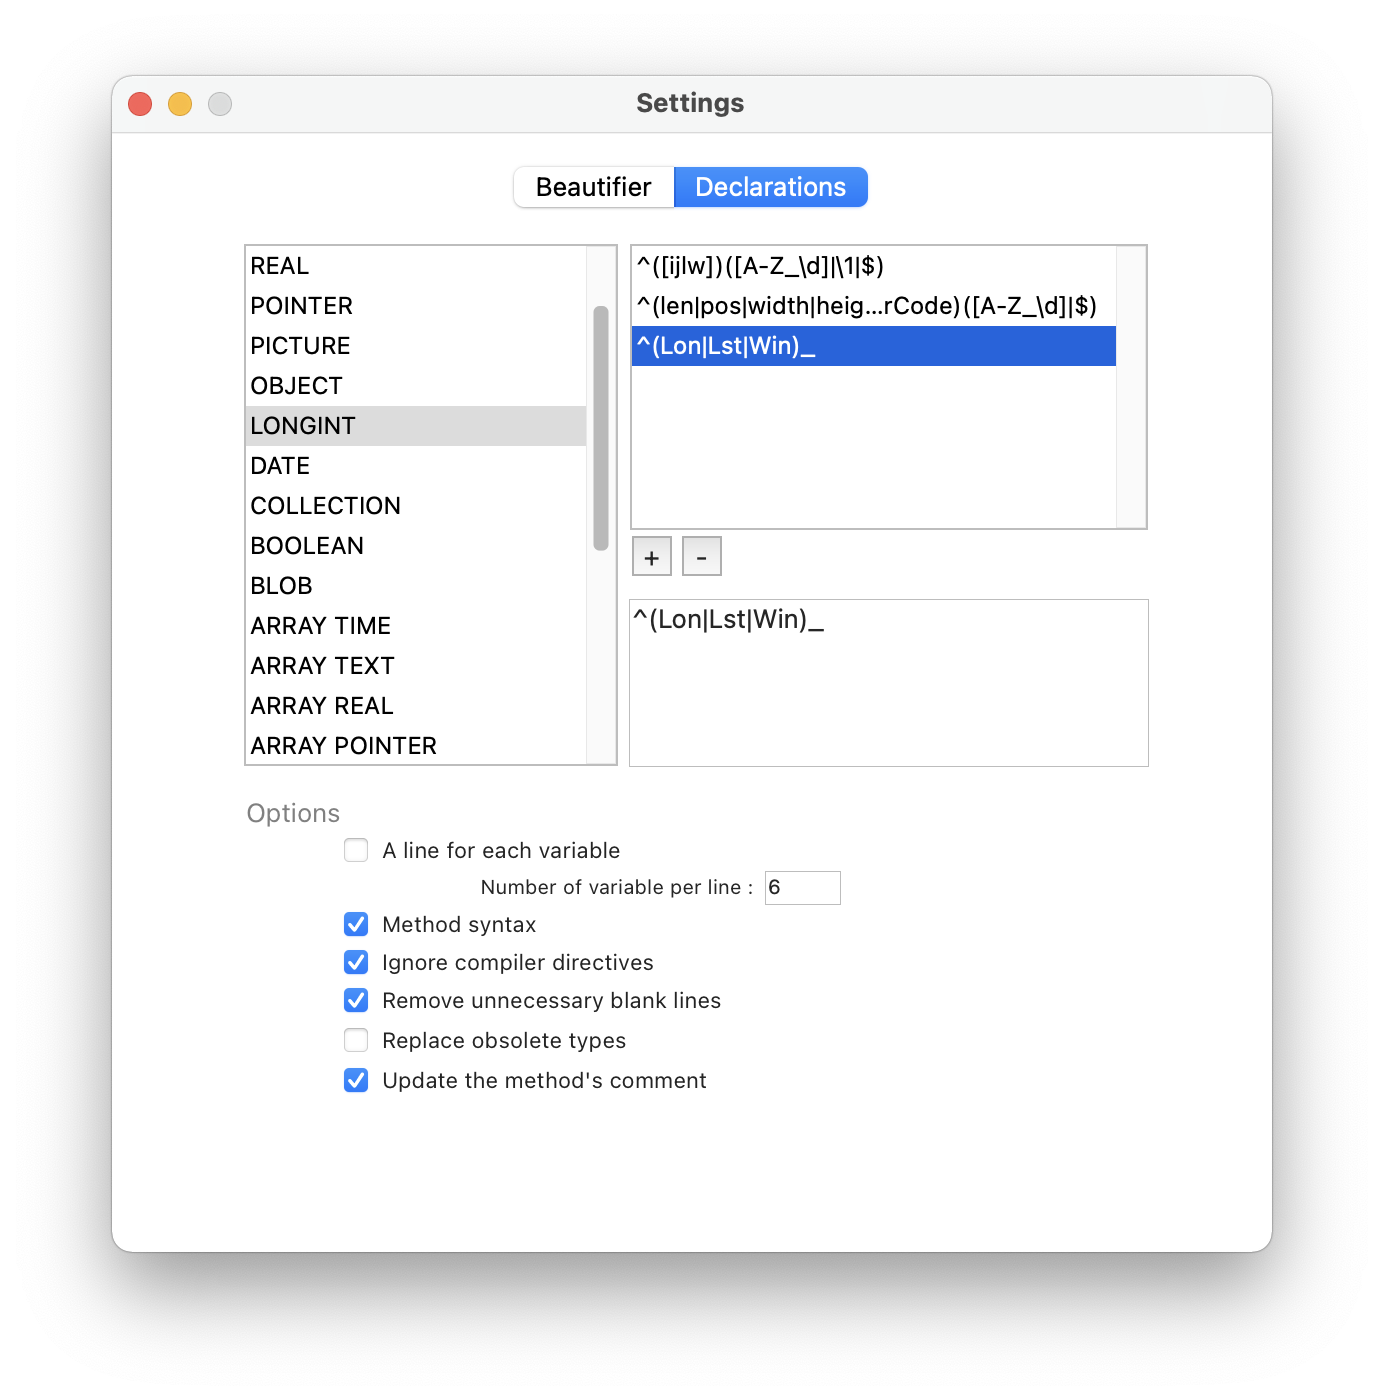 Settings
Beautifier
Declarations
REAL
POINTER
PICTURE
OBJECT
LONGINT
DATE
COLLECTION
BOOLEAN
BLOB
ARRAY TIME
ARRAY TEXT
ARRAY REAL
ARRAY POINTER
^([ijlw])([A-Z_\d]|\1|$)
^(len|pos|width|heig...rCode)([A-Z_\d]|$)
^(Lon|Lst|Win)_
+
-
^(Lon|Lst|Win)_
Options
A line for each variable
Number of variable per line : 6
Method syntax
Ignore compiler directives
Remove unnecessary blank lines
Replace obsolete types
Update the method's comment